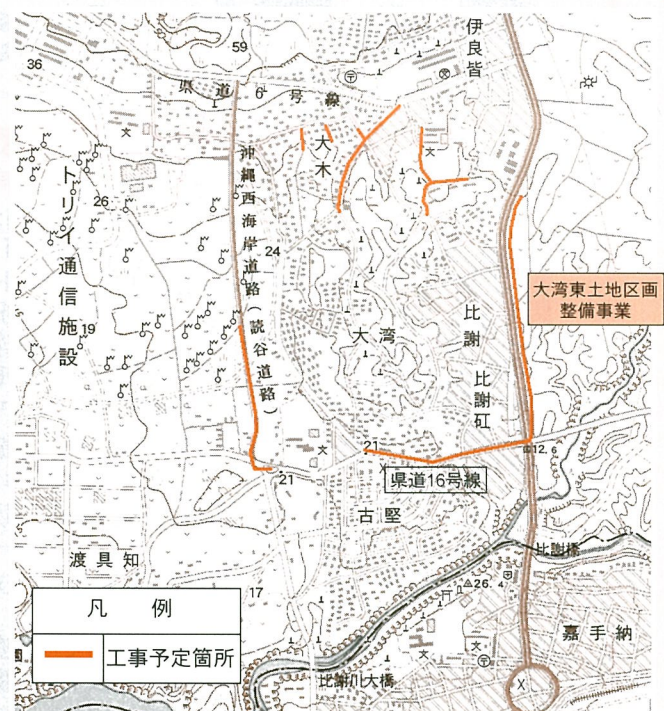 伊良皆
59
36
県道6号線
大木
トリイ通信施設
26
沖縄西海岸道路(読谷道路)
24
大湾東土地区画
整備事業
19
大湾
比謝
比謝矼
21
12.6
県道16号線
21
古堅
渡具知
比謝橋
17
26.4
凡 例
工事予定箇所
嘉手納
比謝川大橋